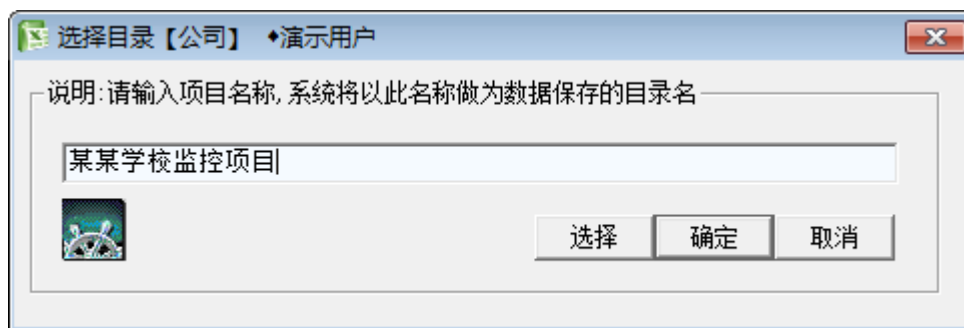 选择目录【公司】 ◆演示用户
说明:请输入项目名称,系统将以此名称做为数据保存的目录名
某某学校监控项目
选择 确定 取消